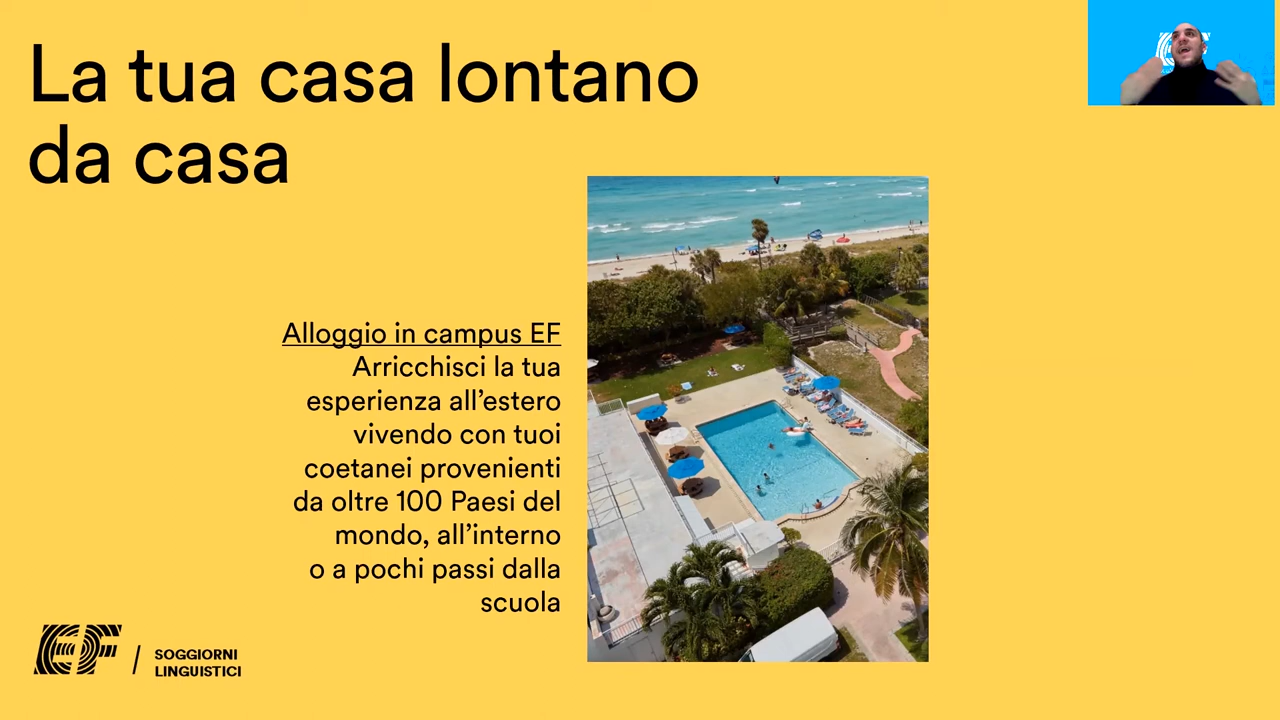 La tua casa lontano
da casa
Alloggio in campus EF
Arricchisci la tua
esperienza all’estero
vivendo con tuoi
coetanei provenienti
da oltre 100 Paesi del
mondo, all’interno
o a pochi passi dalla
scuola
EF / SOGGIORNI
LINGUISTICI